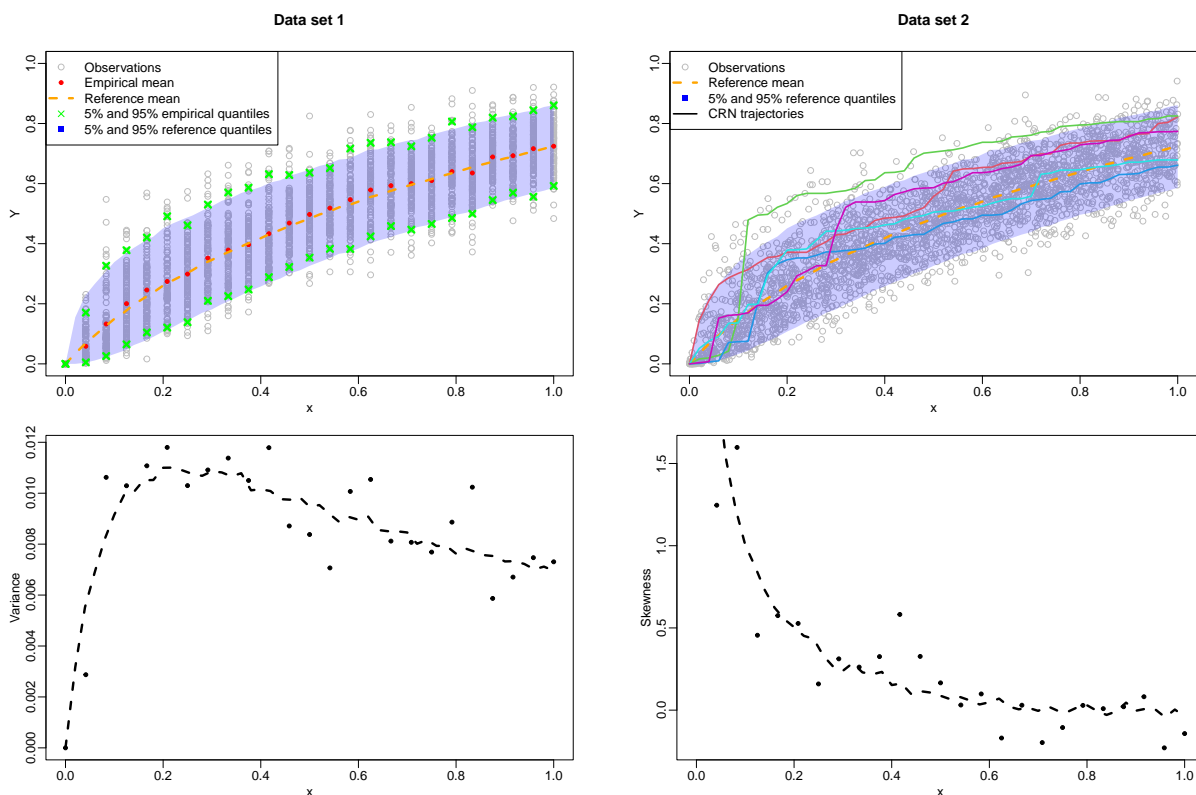 Data set 1
Observations
Empirical mean
Reference mean
5% and 95% empirical quantiles
5% and 95% reference quantiles
Y
0.0 0.2 0.4 0.6 0.8 1.0
0.0 0.2 0.4 0.6 0.8 1.0
x
Data set 2
Observations
Reference mean
5% and 95% reference quantiles
CRN trajectories
Y
0.0 0.2 0.4 0.6 0.8 1.0
0.0 0.2 0.4 0.6 0.8 1.0
x
Variance
0.000 0.002 0.004 0.006 0.008 0.010 0.012
0.0 0.2 0.4 0.6 0.8 1.0
x
Skewness
0.0 0.5 1.0 1.5
0.0 0.2 0.4 0.6 0.8 1.0
x